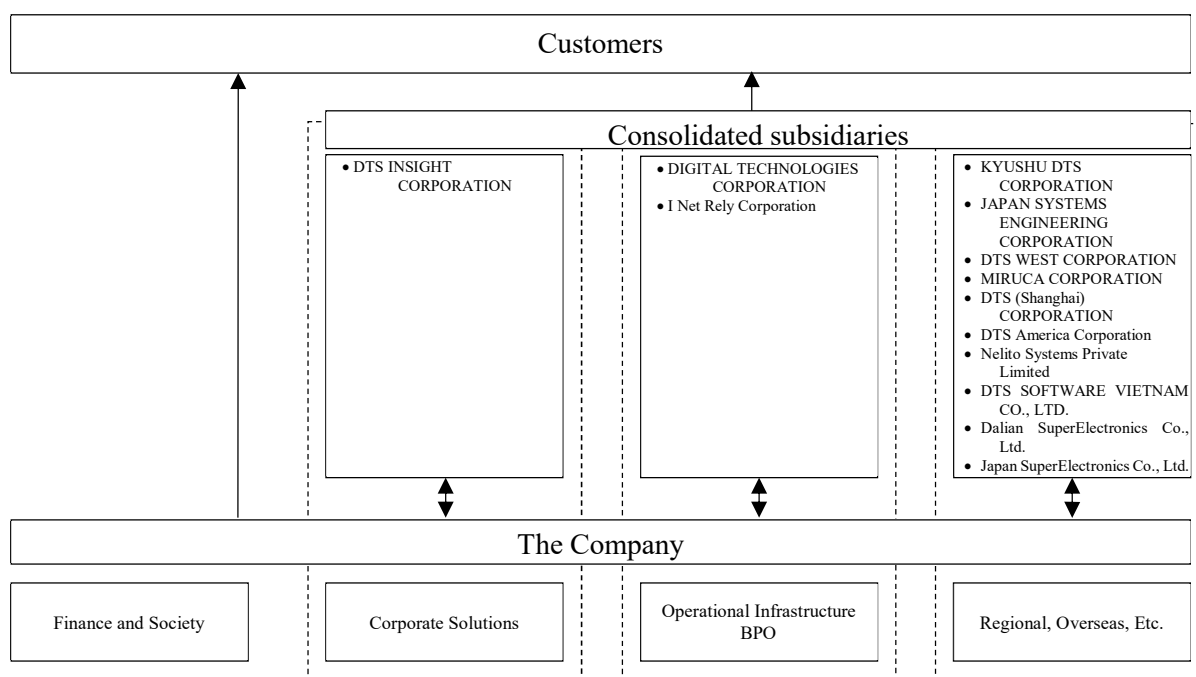 Customers
Consolidated subsidiaries
• DTS INSIGHT
CORPORATION
• DIGITAL TECHNOLOGIES
CORPORATION
• I Net Rely Corporation
• KYUSHU DTS
CORPORATION
• JAPAN SYSTEMS
ENGINEERING
CORPORATION
• DTS WEST CORPORATION
• MIRUCA CORPORATION
• DTS (Shanghai)
CORPORATION
• DTS America Corporation
• Nelito Systems Private
Limited
• DTS SOFTWARE VIETNAM
CO., LTD.
• Dalian SuperElectronics Co.,
Ltd.
• Japan SuperElectronics Co., Ltd.
The Company
Finance and Society
Corporate Solutions
Operational Infrastructure
BPO
Regional, Overseas, Etc.